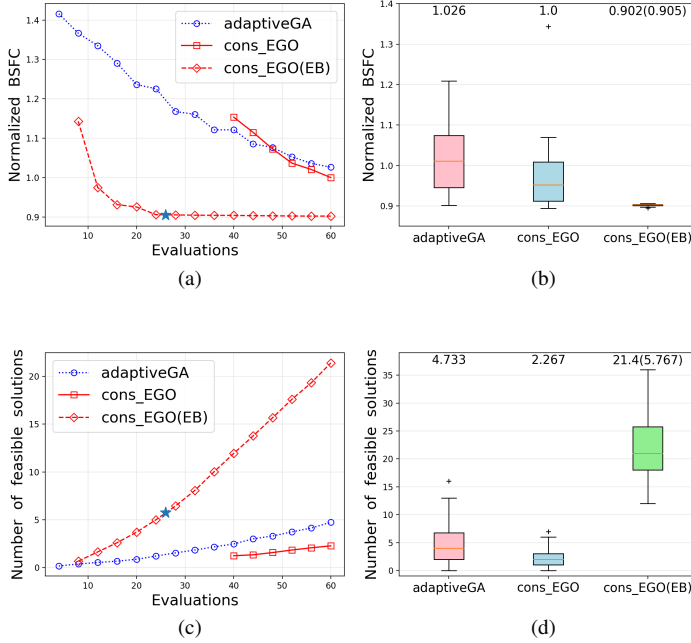 1.4
1.3
1.2
1.1
1.0
0.9
Normalized BSFC
adaptiveGA
cons_EGO
cons_EGO(EB)
10
20
30
40
50
60
Evaluations
(a)
1.026
1.0
0.902(0.905)
1.4
1.3
1.2
1.1
1.0
0.9
Normalized BSFC
adaptiveGA
cons_EGO
cons_EGO(EB)
(b)
20
15
10
5
0
Number of feasible solutions
adaptiveGA
cons_EGO
cons_EGO(EB)
10
20
30
40
50
60
Evaluations
(c)
4.733
2.267
21.4(5.767)
35
30
25
20
15
10
5
0
Number of feasible solutions
adaptiveGA
cons_EGO
cons_EGO(EB)
(d)